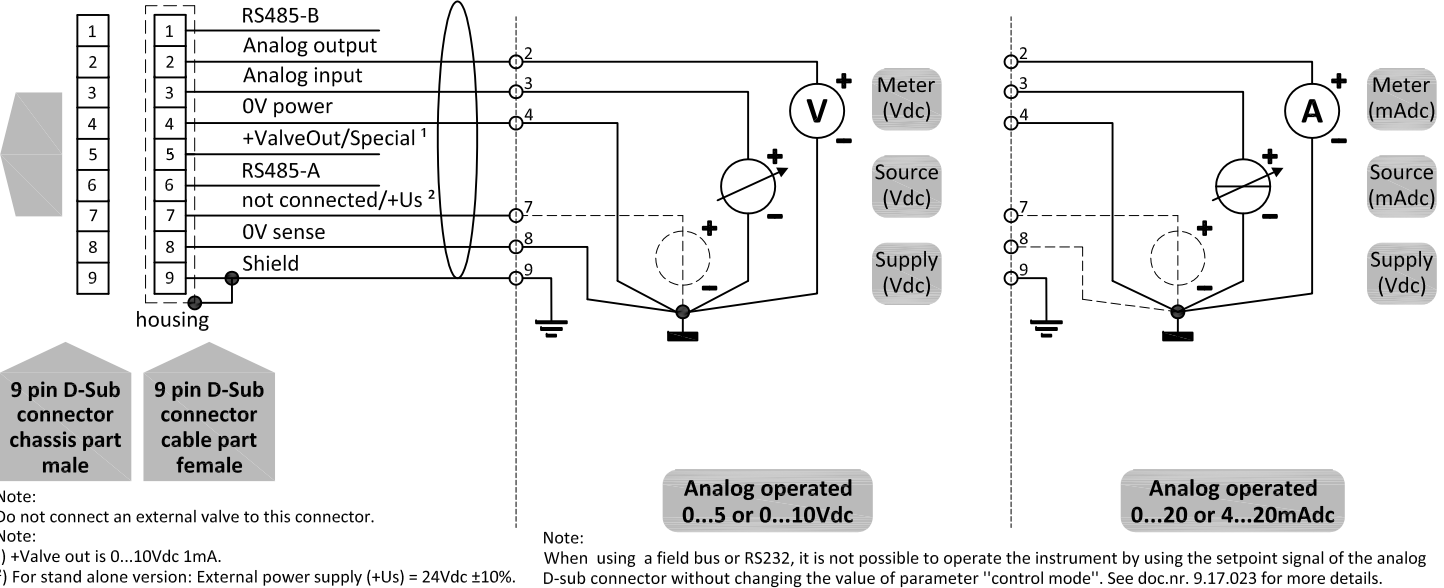 1
2
3
4
5
6
7
8
9
1
2
3
4
5
6
7
8
9
RS485-B
Analog output
Analog input
0V power
+ValveOut/Special ¹
RS485-A
not connected/+Us ²
0V sense
Shield
housing
2
3
4
7
8
9
V
+
−
+
−
+
−
Meter
(Vdc)
Source
(Vdc)
Supply
(Vdc)
2
3
4
7
8
9
A
+
−
+
−
+
−
Meter
(mAdc)
Source
(mAdc)
Supply
(Vdc)
9 pin D-Sub
connector
chassis part
male
9 pin D-Sub
connector
cable part
female
Analog operated
0...5 or 0...10Vdc
Analog operated
0...20 or 4...20mAdc
Note:
Do not connect an external valve to this connector.
Note:
) +Valve out is 0...10Vdc 1mA.
²) For stand alone version: External power supply (+Us) = 24Vdc ±10%.
Note:
When using a field bus or RS232, it is not possible to operate the instrument by using the setpoint signal of the analog
D-sub connector without changing the value of parameter "control mode". See doc.nr. 9.17.023 for more details.